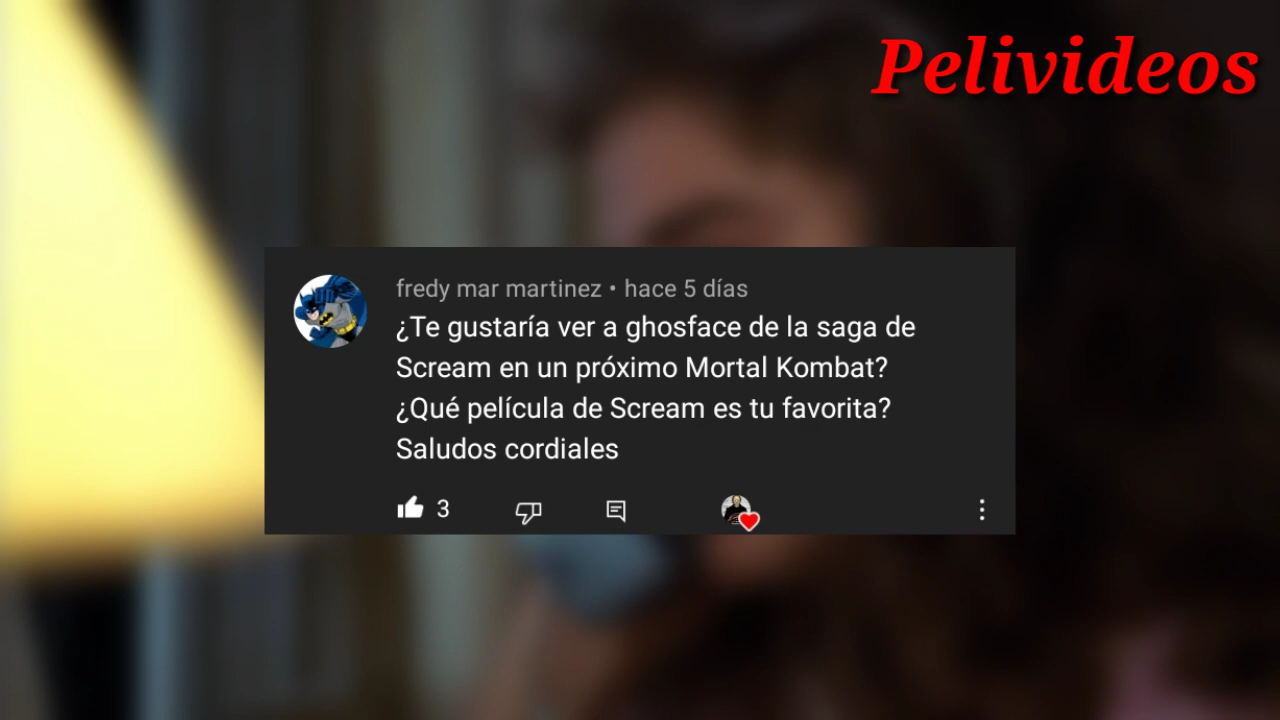 Pelivideos
fredy mar martinez • hace 5 días
¿Te gustaría ver a ghosface de la saga de
Scream en un próximo Mortal Kombat?
¿Qué película de Scream es tu favorita?
Saludos cordiales
3